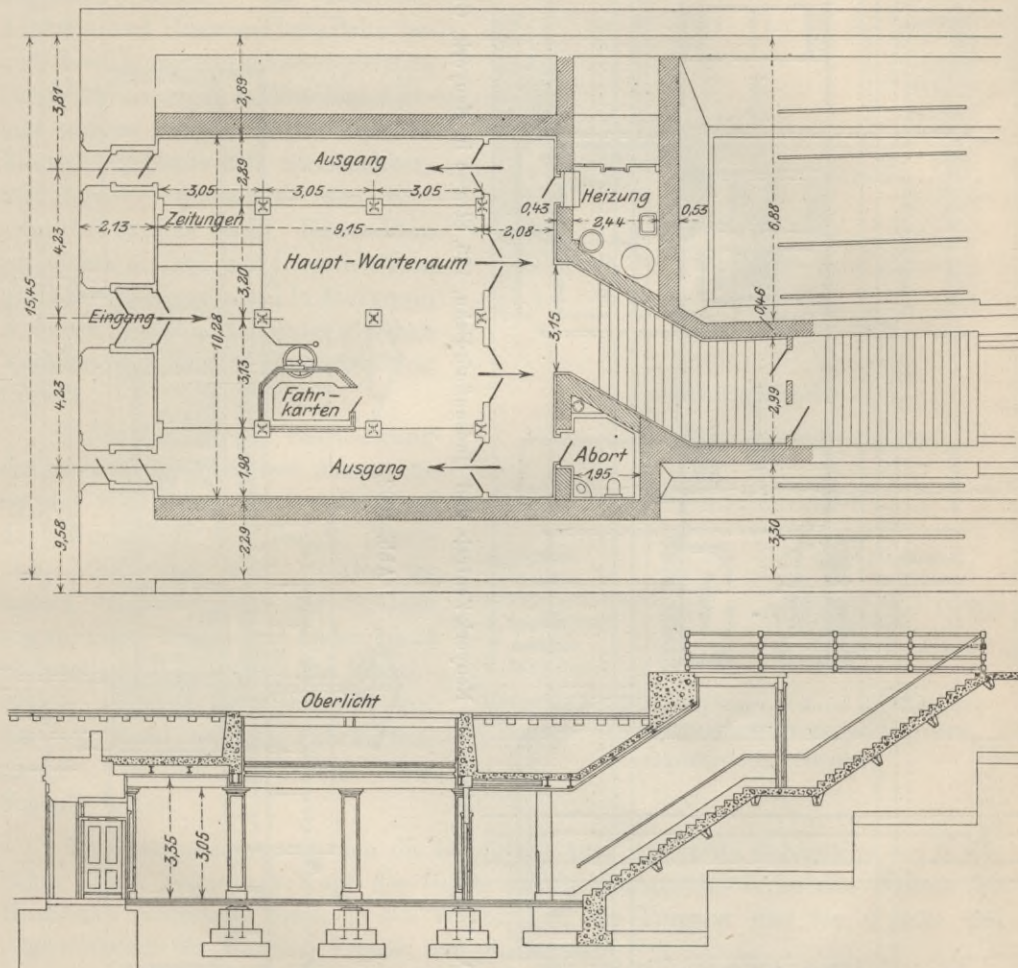 3,81
2,89
Ausgang
2,89
3,05
3,05
3,05
Heizung
0,43
2,44
0,55
6,88
Zeitungen
2,13
9,15
2,08
4,23
Haupt-Warteraum
15,45
3,20
Eingang
10,28
3,15
0,46
3,13
Fahr-
karten
2,99
4,23
1,98
Ausgang
Abort
1,95
9,58
2,29
3,30
Oberlicht
3,35
3,05